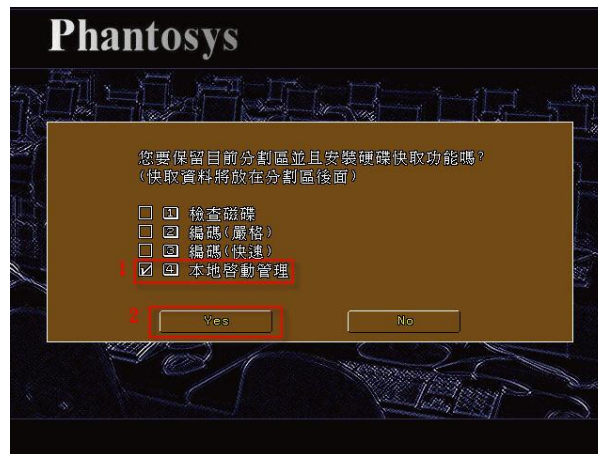 Phantosys
您要保留目前分割區並且安裝硬碟快取功能嗎?
(快取資料將放在分割區後面)
1 檢查磁碟
2 編碼(嚴格)
3 編碼(快速)
1 4 本地啓動管理
2 Yes No